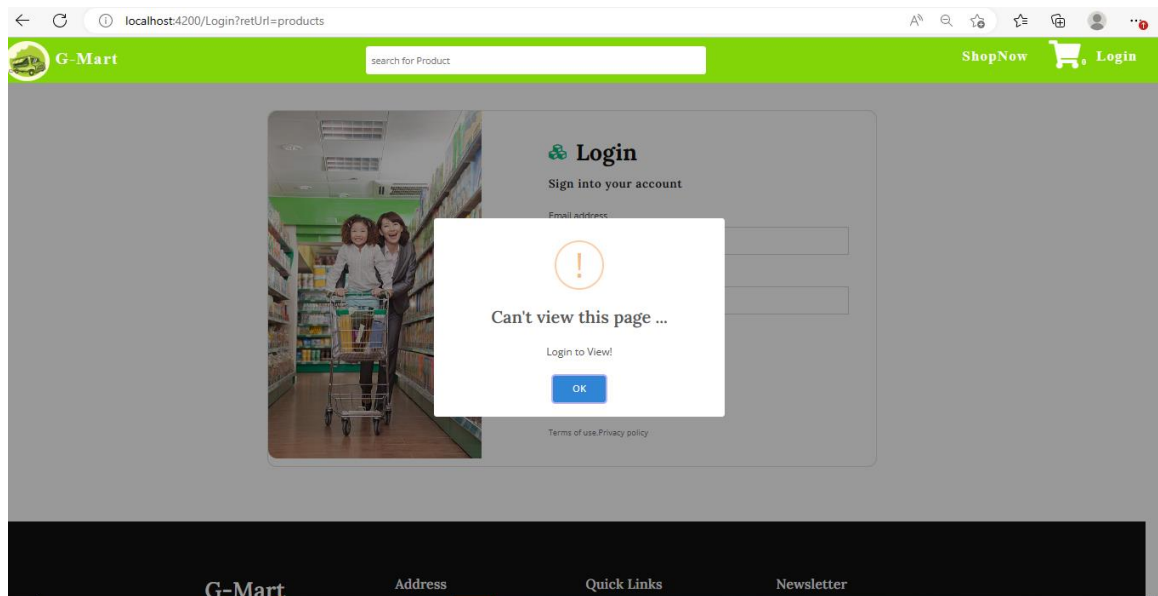 localhost:4200/Login?retUrl=products
G-Mart
search for Product
ShopNow
0
Login
Login
Sign into your account
Email address
!
Can't view this page ...
Login to View!
OK
Terms of use.Privacy policy
G-Mart
Address
Quick Links
Newsletter